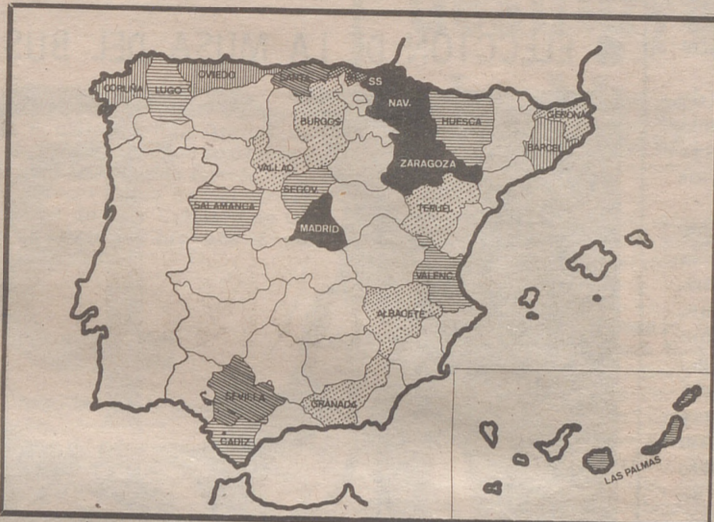 CORUÑA
LUGO
OVIEDO
SANTA.
SS
NAV.
BURGOS
HUESCA
GERONA
BARCEL.
ZARAGOZA
VALLAD.
SEGOV.
SALAMANCA
TERUEL
MADRID
VALENC.
ALBACETE
SEVILLA
GRANADA
CADIZ
LAS PALMAS